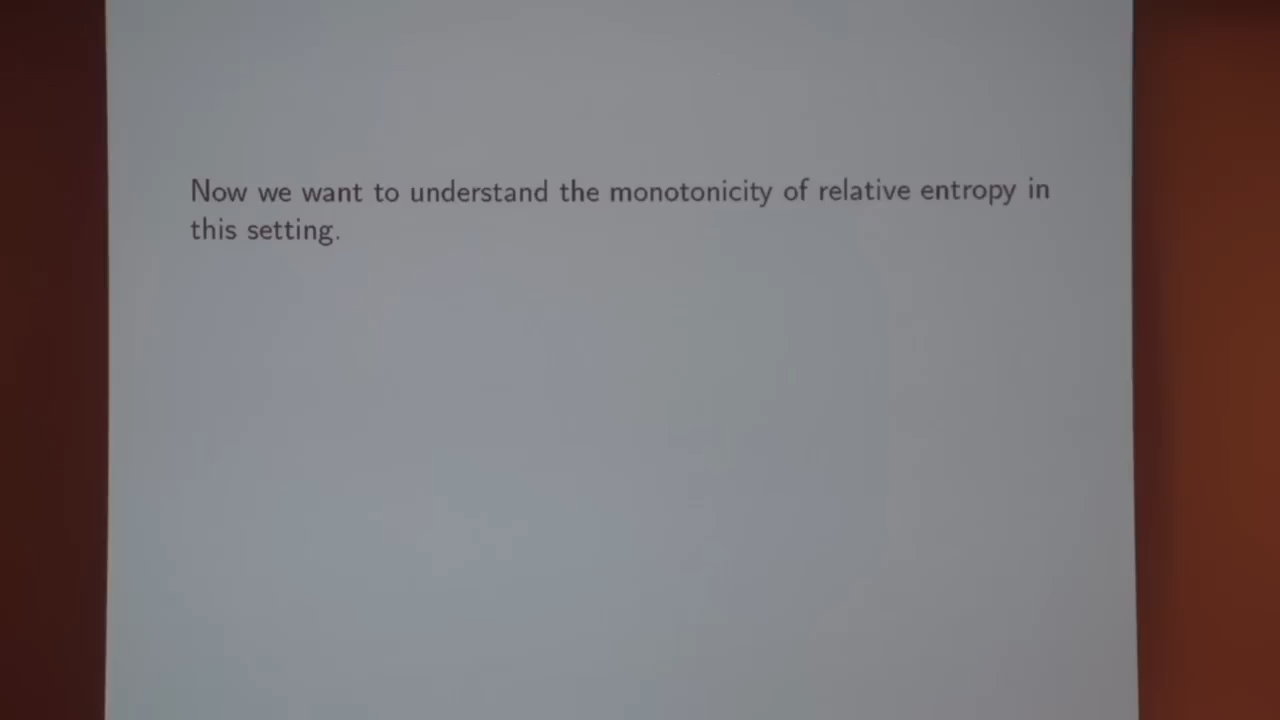 Now we want to understand the monotonicity of relative entropy in
this setting.